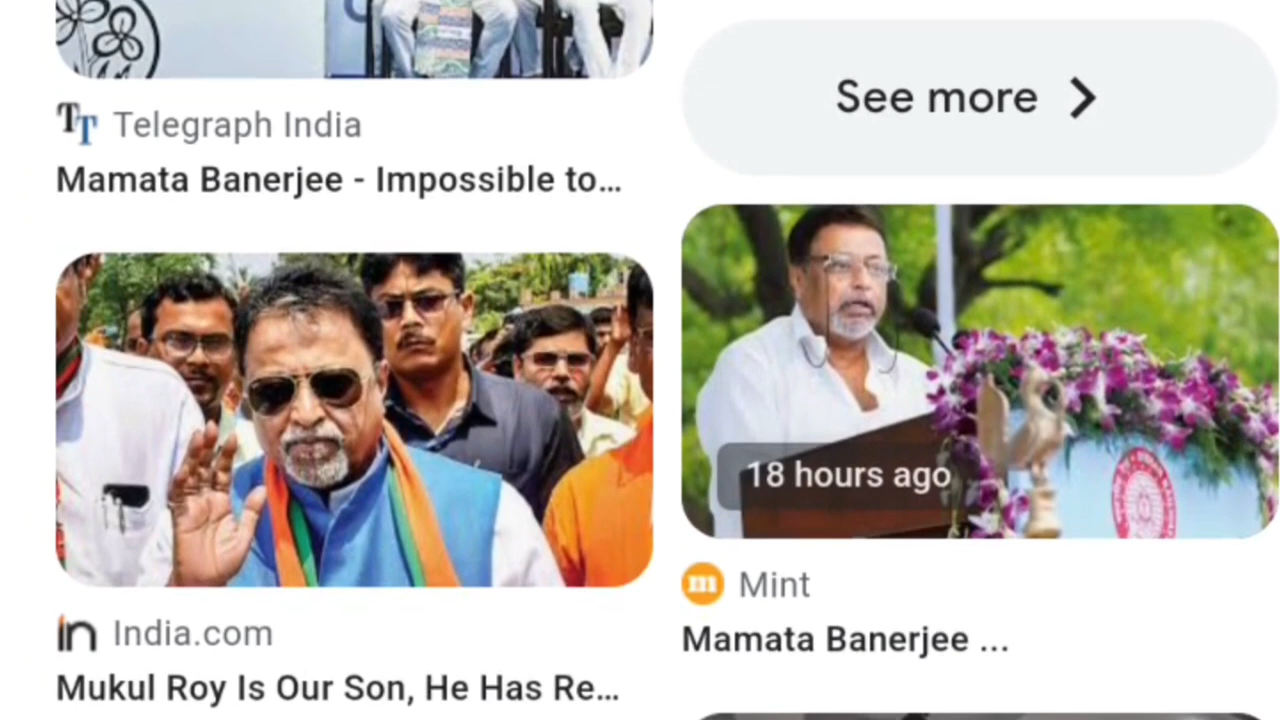 Telegraph India
Mamata Banerjee - Impossible to...
India.com
Mukul Roy Is Our Son, He Has Re...
See more
18 hours ago
Mint
Mamata Banerjee ...